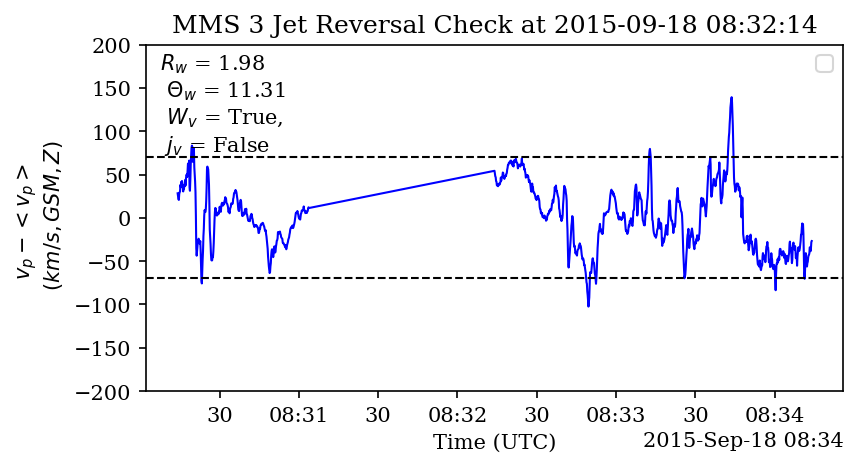 MMS 3 Jet Reversal Check at 2015-09-18 08:32:14
200
150
100
50
0
−50
−100
−150
−200
v_p − < v_p >
(km/s, GSM, Z)
R_w = 1.98
Θ_w = 11.31
W_v = True,
j_v = False
30 08:31 30 08:32 30 08:33 30 08:34
Time (UTC)
2015-Sep-18 08:34